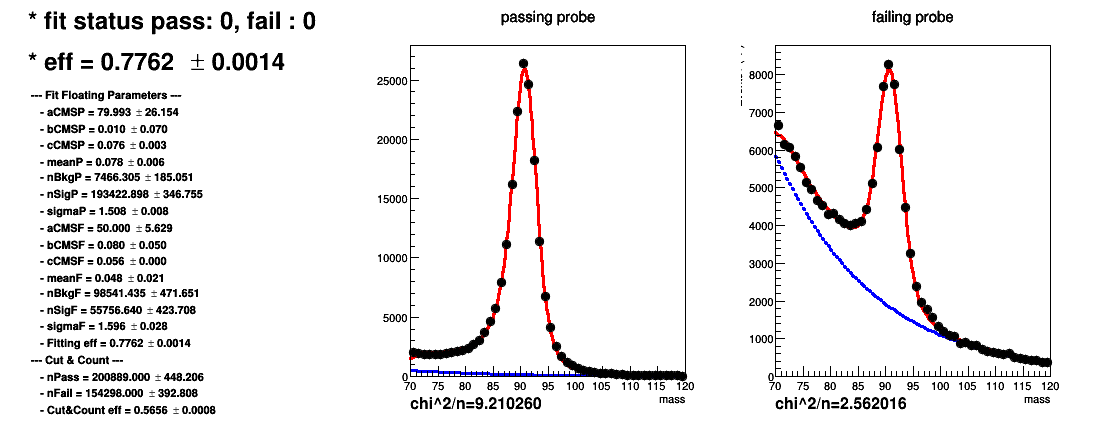 * fit status pass: 0, fail : 0
* eff = 0.7762 ± 0.0014
--- Fit Floating Parameters ---
- aCMSP = 79.993 ± 26.154
- bCMSP = 0.010 ± 0.070
- cCMSP = 0.076 ± 0.003
- meanP = 0.078 ± 0.006
- nBkgP = 7466.305 ± 185.051
- nSigP = 193422.898 ± 346.755
- sigmaP = 1.508 ± 0.008
- aCMSF = 50.000 ± 5.629
- bCMSF = 0.080 ± 0.050
- cCMSF = 0.056 ± 0.000
- meanF = 0.048 ± 0.021
- nBkgF = 98541.435 ± 471.651
- nSigF = 55756.640 ± 423.708
- sigmaF = 1.596 ± 0.028
- Fitting eff = 0.7762 ± 0.0014
--- Cut & Count ---
- nPass = 200889.000 ± 448.206
- nFail = 154298.000 ± 392.808
- Cut&Count eff = 0.5656 ± 0.0008
passing probe
25000
20000
15000
10000
5000
0
70 75 80 85 90 95 100 105 110 115 120
mass
chi^2/n=9.210260
failing probe
8000
7000
6000
5000
4000
3000
2000
1000
0
70 75 80 85 90 95 100 105 110 115 120
mass
chi^2/n=2.562016